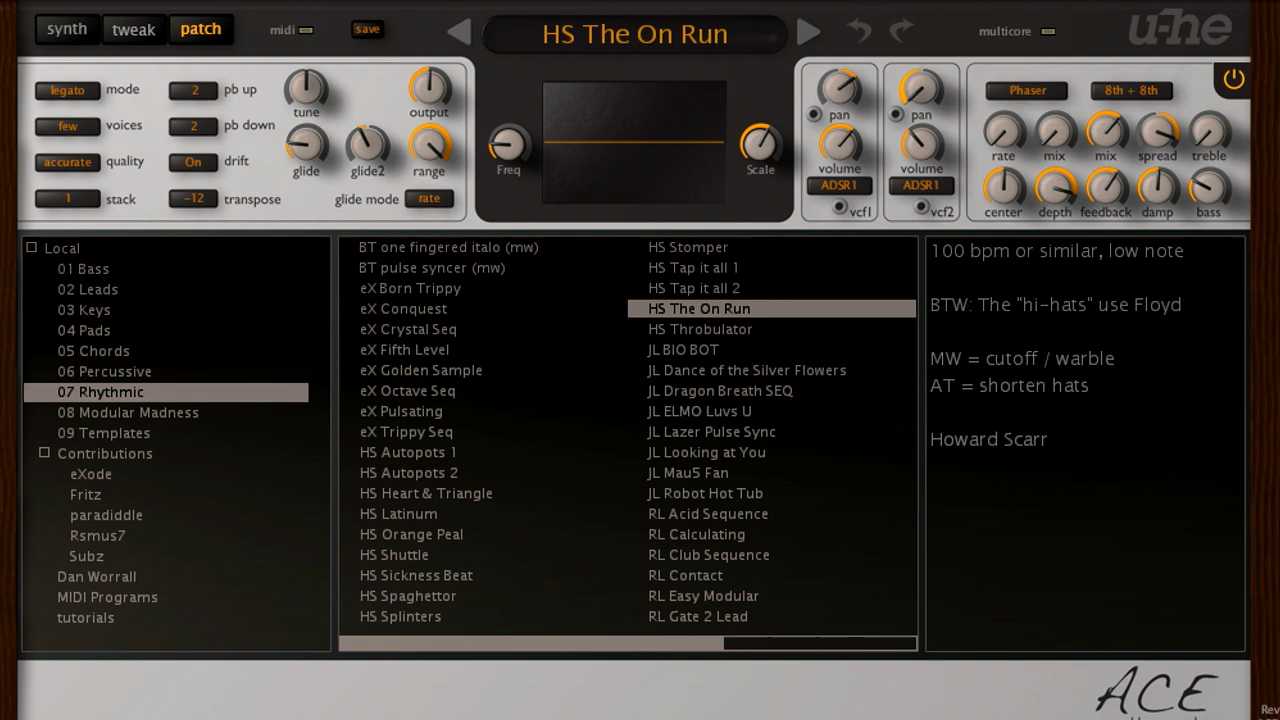 synth tweak patch midi save HS The On Run multicore u-he
legato mode 2 pb up tune output pan pan Phaser 8th + 8th
few voices 2 pb down
accurate quality On drift glide glide2 range Freq Scale volume volume rate mix mix spread treble
1 stack -12 transpose glide mode rate ADSR1 ADSR1
vcf1 vcf2 center depth feedback damp bass
Local
01 Bass
02 Leads
03 Keys
04 Pads
05 Chords
06 Percussive
07 Rhythmic
08 Modular Madness
09 Templates
Contributions
eXode
Fritz
paradiddle
Rsmus7
Subz
Dan Worrall
MIDI Programs
tutorials
BT one fingered italo (mw)
BT pulse syncer (mw)
eX Born Trippy
eX Conquest
eX Crystal Seq
eX Fifth Level
eX Golden Sample
eX Octave Seq
eX Pulsating
eX Trippy Seq
HS Autopots 1
HS Autopots 2
HS Heart & Triangle
HS Latinum
HS Orange Peal
HS Shuttle
HS Sickness Beat
HS Spaghettor
HS Splinters
HS Stomper
HS Tap it all 1
HS Tap it all 2
HS The On Run
HS Throbulator
JL BIO BOT
JL Dance of the Silver Flowers
JL Dragon Breath SEQ
JL ELMO Luvs U
JL Lazer Pulse Sync
JL Looking at You
JL Mau5 Fan
JL Robot Hot Tub
RL Acid Sequence
RL Calculating
RL Club Sequence
RL Contact
RL Easy Modular
RL Gate 2 Lead
100 bpm or similar, low note
BTW: The "hi-hats" use Floyd
MW = cutoff / warble
AT = shorten hats
Howard Scarr
ACE
Rev